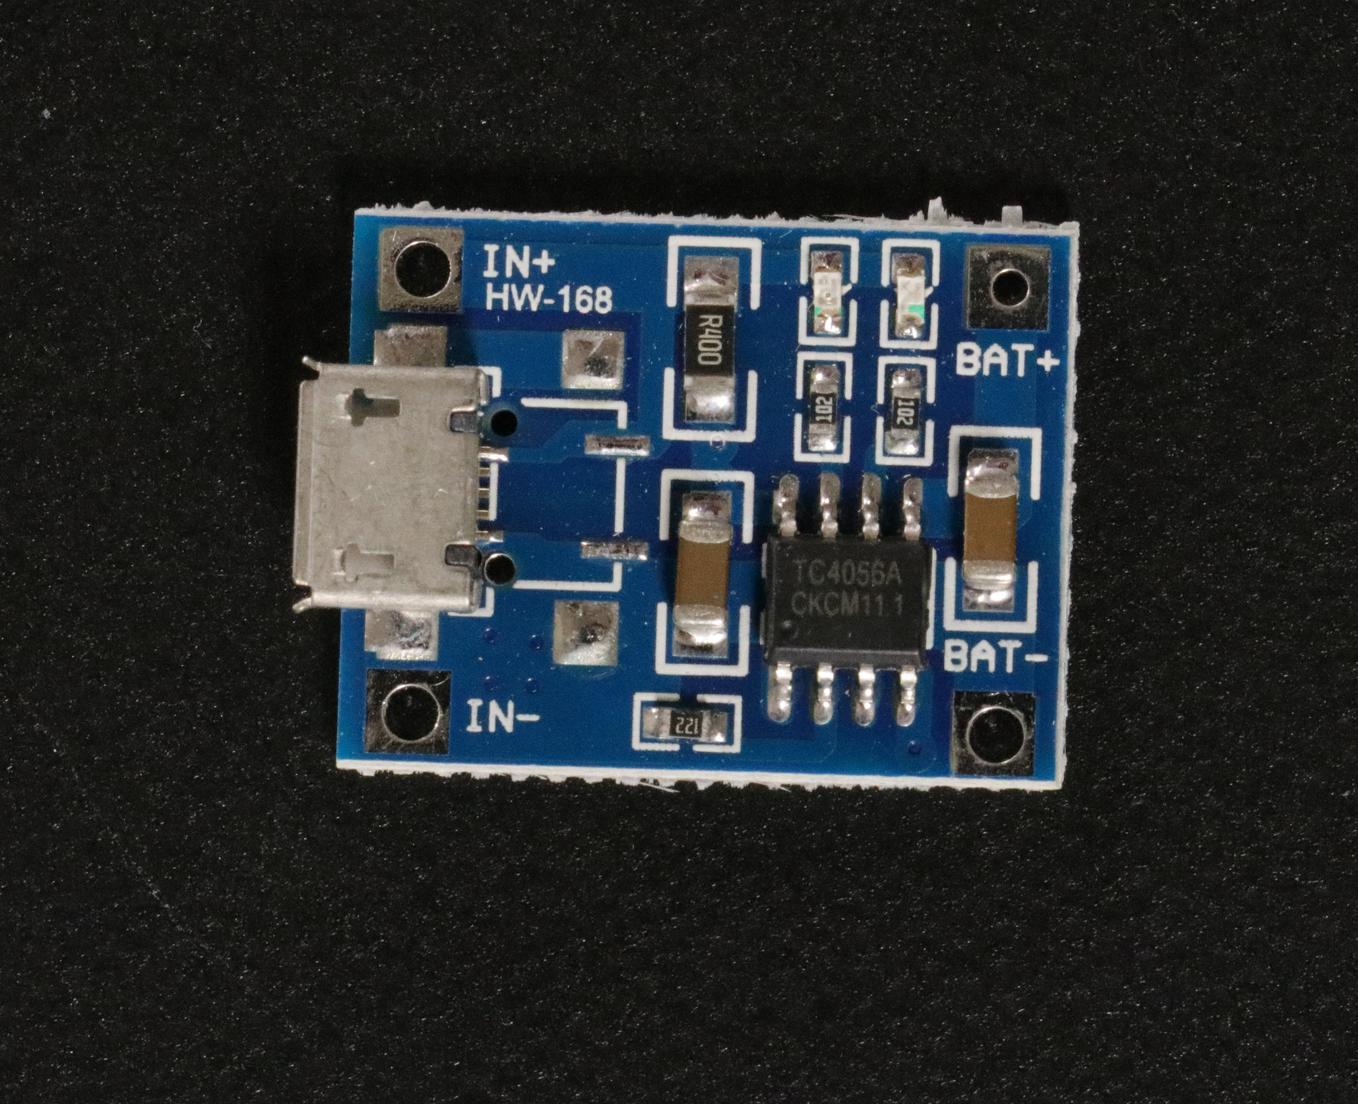 IN+
HW-168
R400
BAT+
102
102
TC4056A
CKCM11 1
BAT-
IN-
221